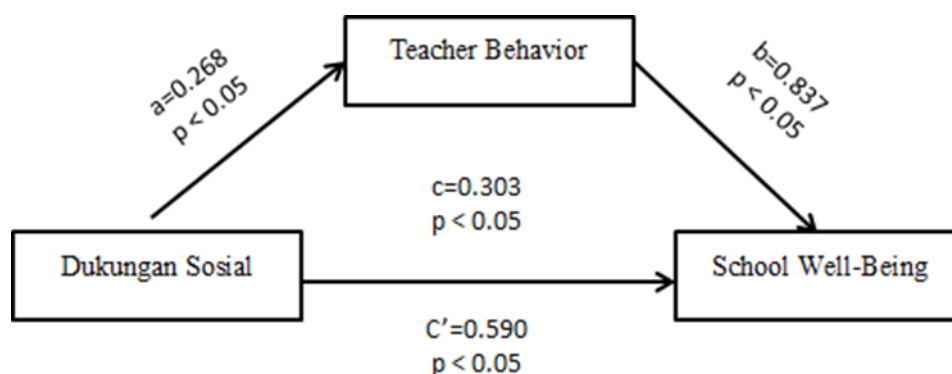 Teacher Behavior
a=0.268
p < 0.05
b=0.837
p < 0.05
c=0.303
p < 0.05
Dukungan Sosial
School Well-Being
C’=0.590
p < 0.05